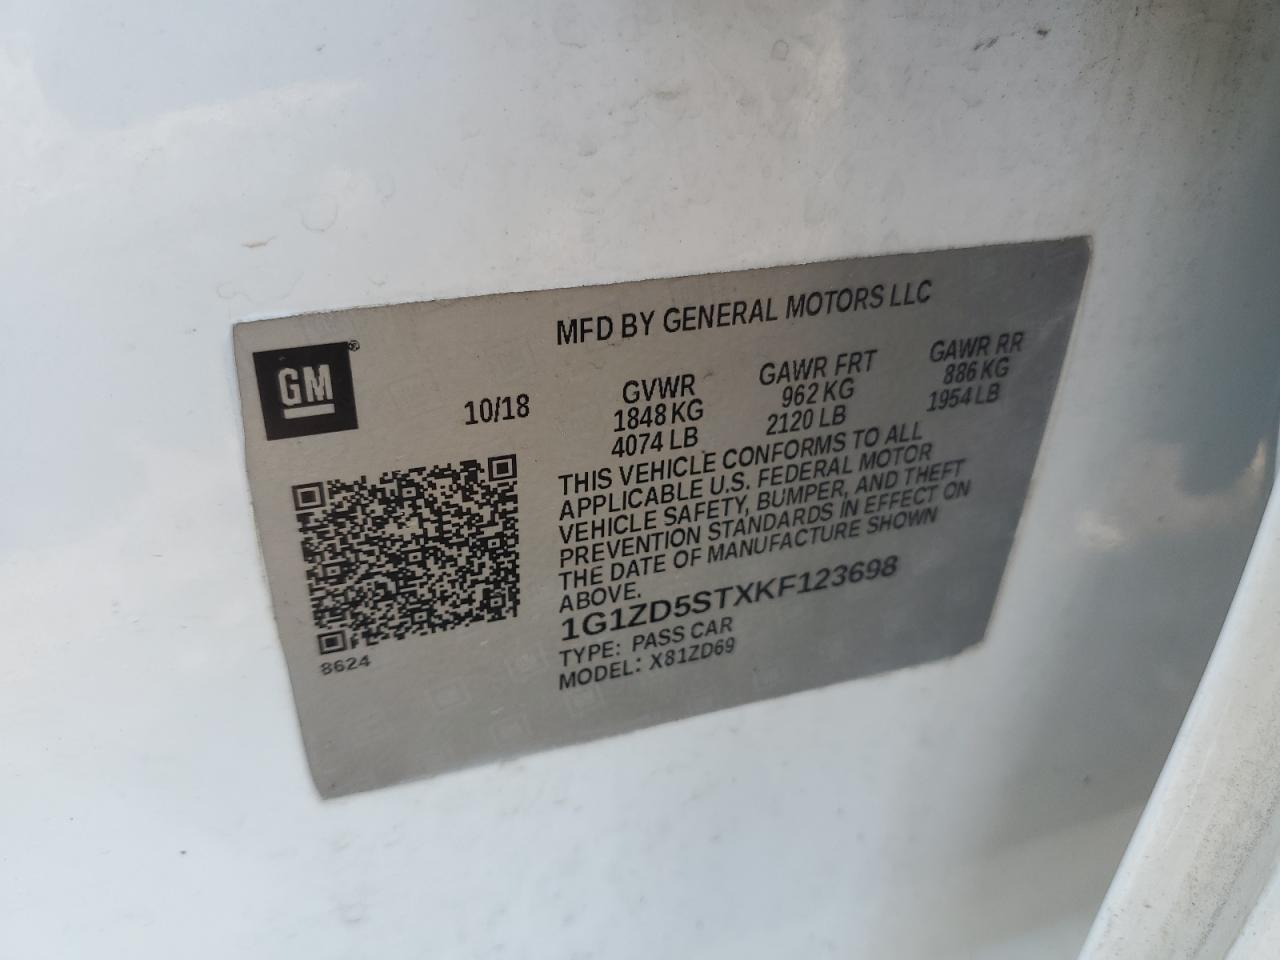 MFD BY GENERAL MOTORS LLC
GM®
10/18
GVWR GAWR FRT GAWR RR
1848 KG 962 KG 886 KG
4074 LB 2120 LB 1954 LB
THIS VEHICLE CONFORMS TO ALL
APPLICABLE U.S. FEDERAL MOTOR
VEHICLE SAFETY, BUMPER, AND THEFT
PREVENTION STANDARDS IN EFFECT ON
THE DATE OF MANUFACTURE SHOWN
ABOVE.
1G1ZD5STXKF123698
TYPE: PASS CAR
MODEL: X81ZD69
8624